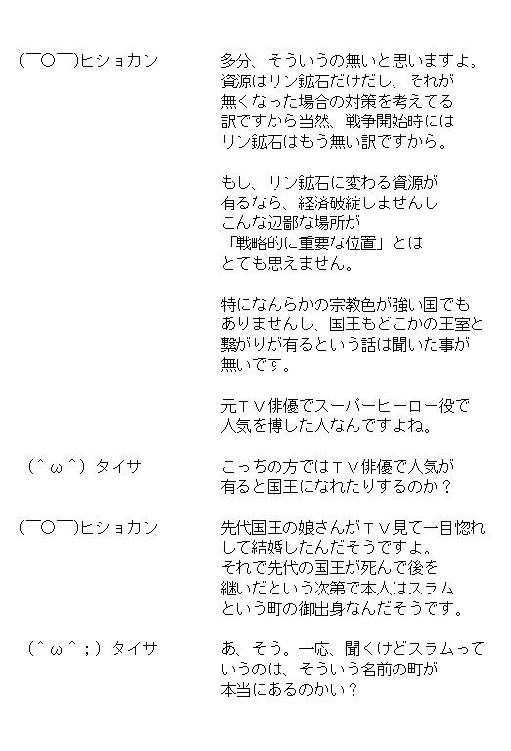 (￣○￣)ヒショカン 多分、そういうの無いと思いますよ。
資源はリン鉱石だけだし、それが
無くなった場合の対策を考えてる
訳ですから当然、戦争開始時には
リン鉱石はもう無い訳ですから。
もし、リン鉱石に変わる資源が
有るなら、経済破綻しませんし
こんな辺鄙な場所が
「戦略的に重要な位置」とは
とても思えません。
特になんらかの宗教色が強い国でも
ありませんし、国王もどこかの王室と
繋がりが有るという話は聞いた事が
無いです。
元ＴＶ俳優でスーパーヒーロー役で
人気を博した人なんですよね。
(＾ω＾) タイサ こっちの方ではＴＶ俳優で人気が
有ると国王になれたりするのか？
(￣○￣)ヒショカン 先代国王の娘さんがＴＶ見て一目惚れ
して結婚したんだそうですよ。
それで先代の国王が死んで後を
継いだという次第で本人はスラム
という町の御出身なんだそうです。
(＾ω＾；) タイサ あ、そう。一応、聞くけどスラムって
いうのは、そういう名前の町が
本当にあるのかい？